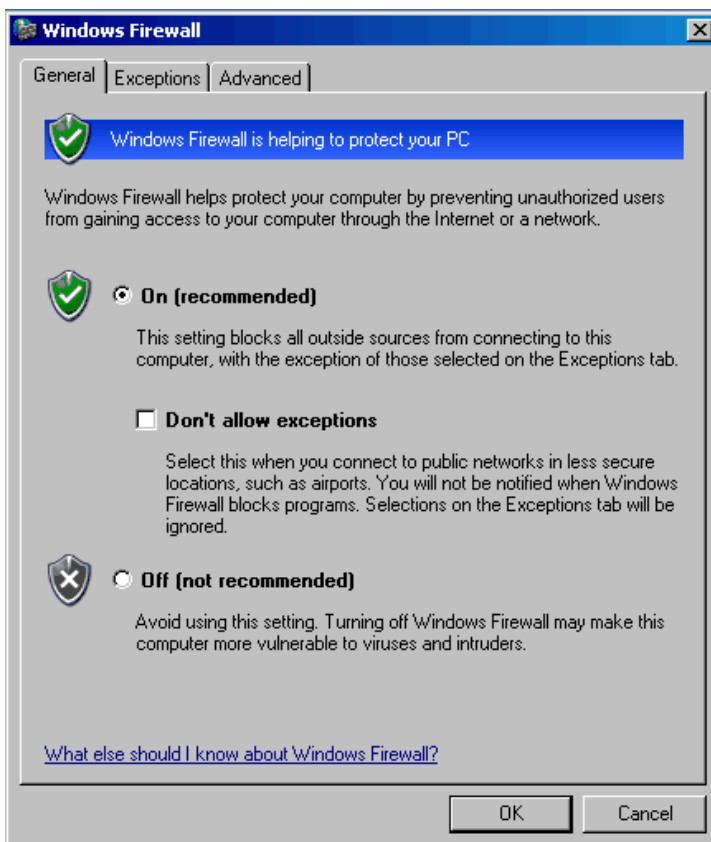 Windows Firewall
General
Exceptions
Advanced
Windows Firewall is helping to protect your PC
Windows Firewall helps protect your computer by preventing unauthorized users
from gaining access to your computer through the Internet or a network.
On (recommended)
This setting blocks all outside sources from connecting to this
computer, with the exception of those selected on the Exceptions tab.
Don't allow exceptions
Select this when you connect to public networks in less secure
locations, such as airports. You will not be notified when Windows
Firewall blocks programs. Selections on the Exceptions tab will be
ignored.
Off (not recommended)
Avoid using this setting. Turning off Windows Firewall may make this
computer more vulnerable to viruses and intruders.
What else should I know about Windows Firewall?
OK
Cancel